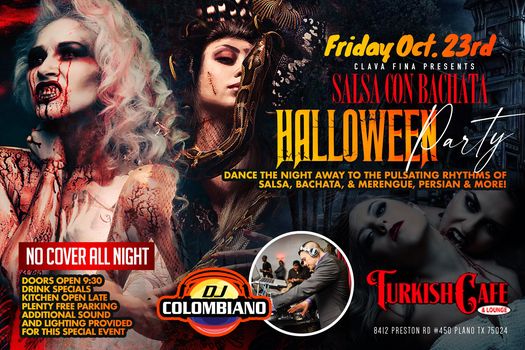 Friday Oct. 23rd
CLAVA FINA PRESENTS
SALSA CON BACHATA
HALLOWEEN
Party
DANCE THE NIGHT AWAY TO THE PULSATING RHYTHMS OF
SALSA, BACHATA, & MERENGUE, PERSIAN & MORE!
NO COVER ALL NIGHT
DOORS OPEN 9:30
DRINK SPECIALS
KITCHEN OPEN LATE
PLENTY FREE PARKING
ADDITIONAL SOUND
AND LIGHTING PROVIDED
FOR THIS SPECIAL EVENT
DJ
COLOMBIANO
TURKISH CAFE
& LOUNGE
8412 PRESTON RD #450 PLANO TX 75024